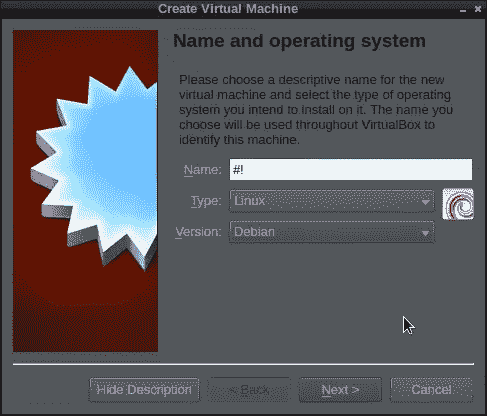 Create Virtual Machine
Name and operating system
Please choose a descriptive name for the new
virtual machine and select the type of operating
system you intend to install on it. The name you
choose will be used throughout VirtualBox to
identify this machine.
Name: #!
Type: Linux
Version: Debian
Hide Description < Back Next > Cancel